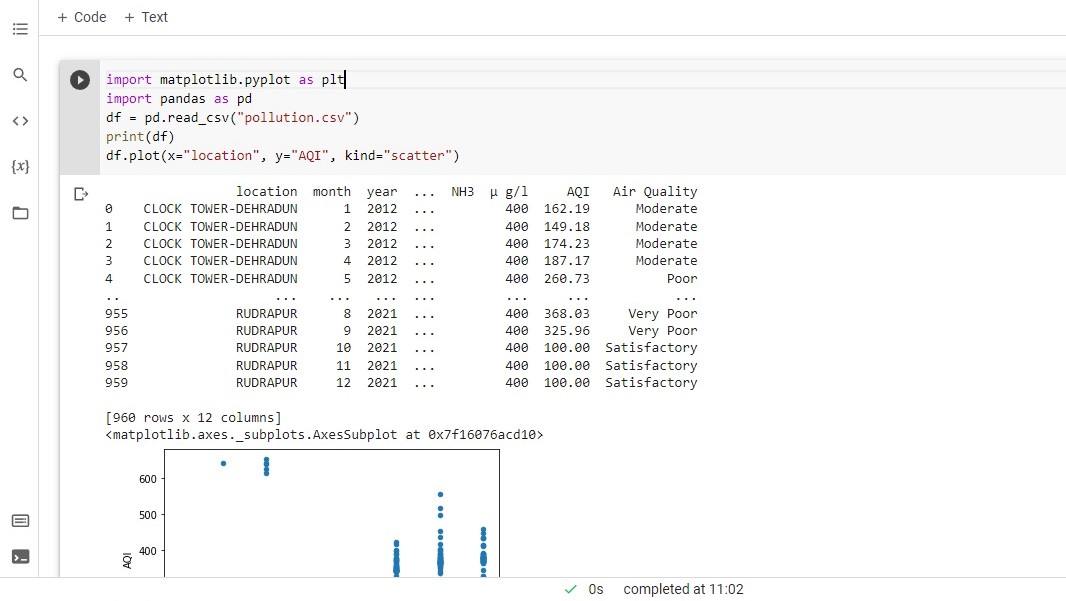 + Code + Text
import matplotlib.pyplot as plt
import pandas as pd
df = pd.read_csv("pollution.csv")
print(df)
df.plot(x="location", y="AQI", kind="scatter")
{x}
location month year ... NH3 µ g/l AQI Air Quality
0 CLOCK TOWER-DEHRADUN 1 2012 ... 400 162.19 Moderate
1 CLOCK TOWER-DEHRADUN 2 2012 ... 400 149.18 Moderate
2 CLOCK TOWER-DEHRADUN 3 2012 ... 400 174.23 Moderate
3 CLOCK TOWER-DEHRADUN 4 2012 ... 400 187.17 Moderate
4 CLOCK TOWER-DEHRADUN 5 2012 ... 400 260.73 Poor
.. ... ... ... ... ... ... ...
955 RUDRAPUR 8 2021 ... 400 368.03 Very Poor
956 RUDRAPUR 9 2021 ... 400 325.96 Very Poor
957 RUDRAPUR 10 2021 ... 400 100.00 Satisfactory
958 RUDRAPUR 11 2021 ... 400 100.00 Satisfactory
959 RUDRAPUR 12 2021 ... 400 100.00 Satisfactory
[960 rows x 12 columns]
<matplotlib.axes._subplots.AxesSubplot at 0x7f16076acd10>
600
500
400
AQI
0s completed at 11:02